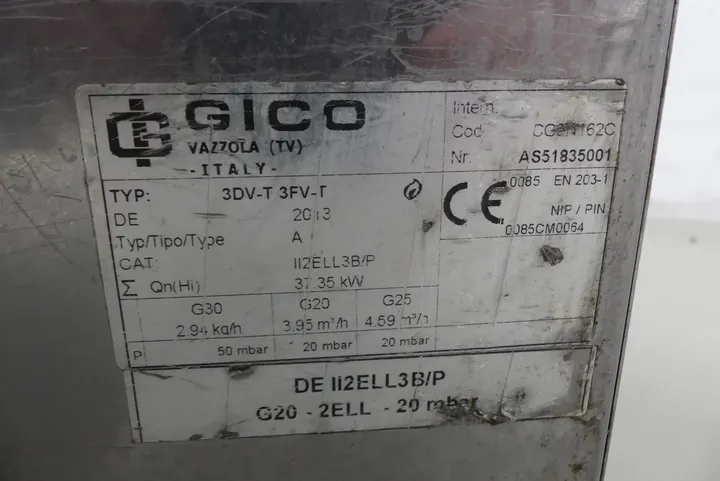 GICO
VAZZOLA (TV)
-ITALY-
Intern.
Cod.
Nr. AS51835001
TYP: 3DV-T 3FV-T
DE 2013
Typ/Tipo/Type A
CAT: II2ELL3B/P
Σ Qn(Hi) 37.35 kW
CE 0085 EN 203-1
NIP / PIN
0085CM0064
G30 G20 G25
2.94 kg/h 3.95 m³/h 4.59 m³/h
P 50 mbar 20 mbar 20 mbar
DE II2ELL3B/P
G20 - 2ELL - 20 mbar